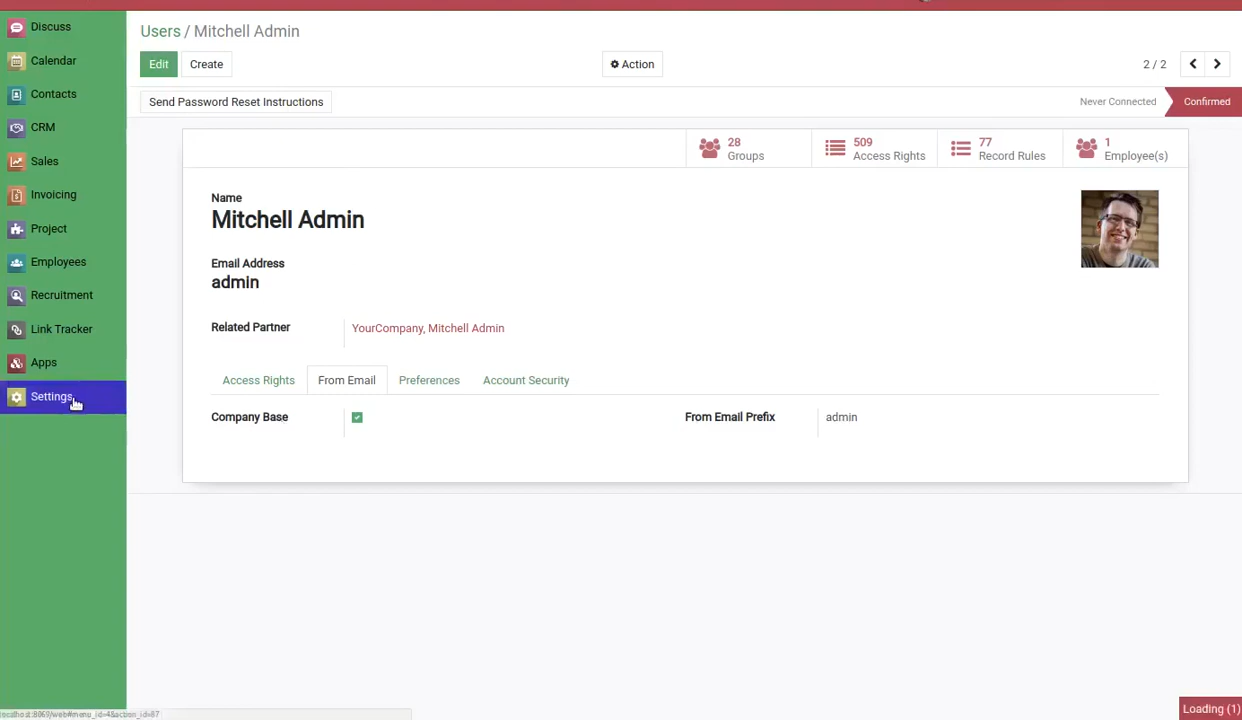 Discuss
Calendar
Contacts
CRM
Sales
Invoicing
Project
Employees
Recruitment
Link Tracker
Apps
Settings
Users / Mitchell Admin
Edit
Create
Action
2 / 2
Send Password Reset Instructions
Never Connected
Confirmed
28
Groups
509
Access Rights
77
Record Rules
1
Employee(s)
Name
Mitchell Admin
Email Address
admin
Related Partner
YourCompany, Mitchell Admin
Access Rights
From Email
Preferences
Account Security
Company Base
From Email Prefix
admin
Loading (1)